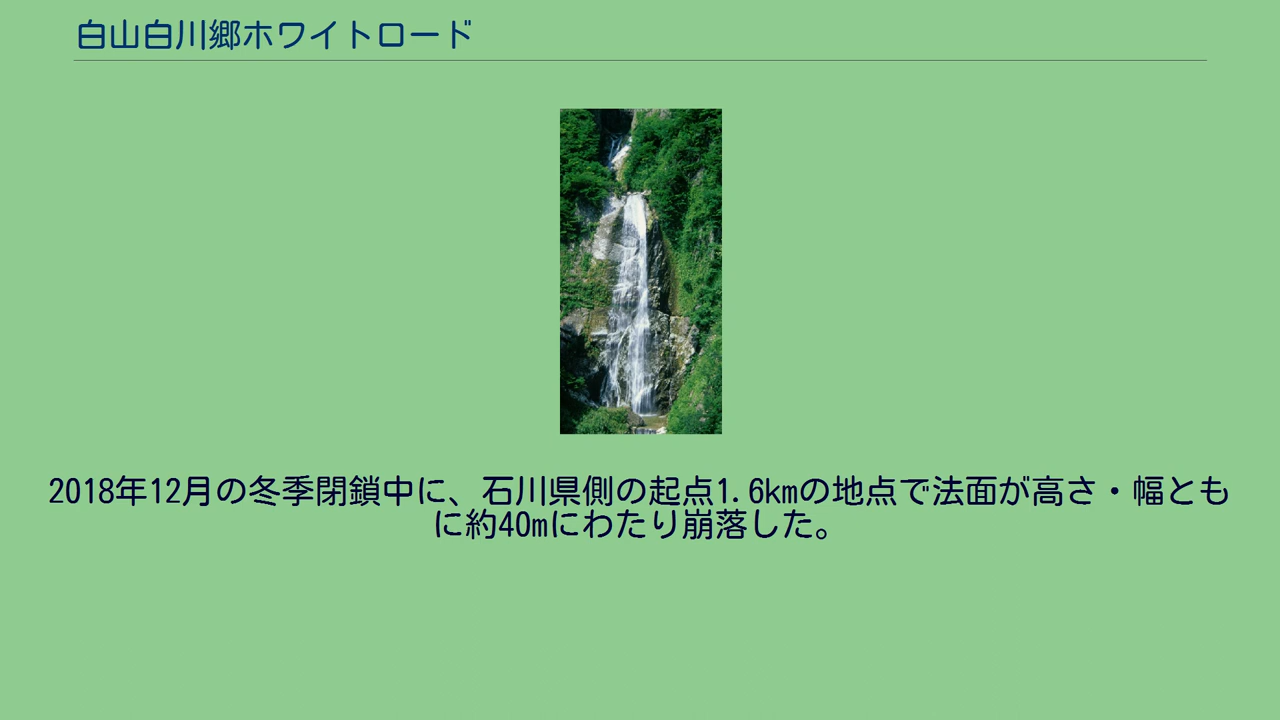 白山白川郷ホワイトロード
2018年12月の冬季閉鎖中に、石川県側の起点1.6kmの地点で法面が高さ・幅とも
に約40mにわたり崩落した。